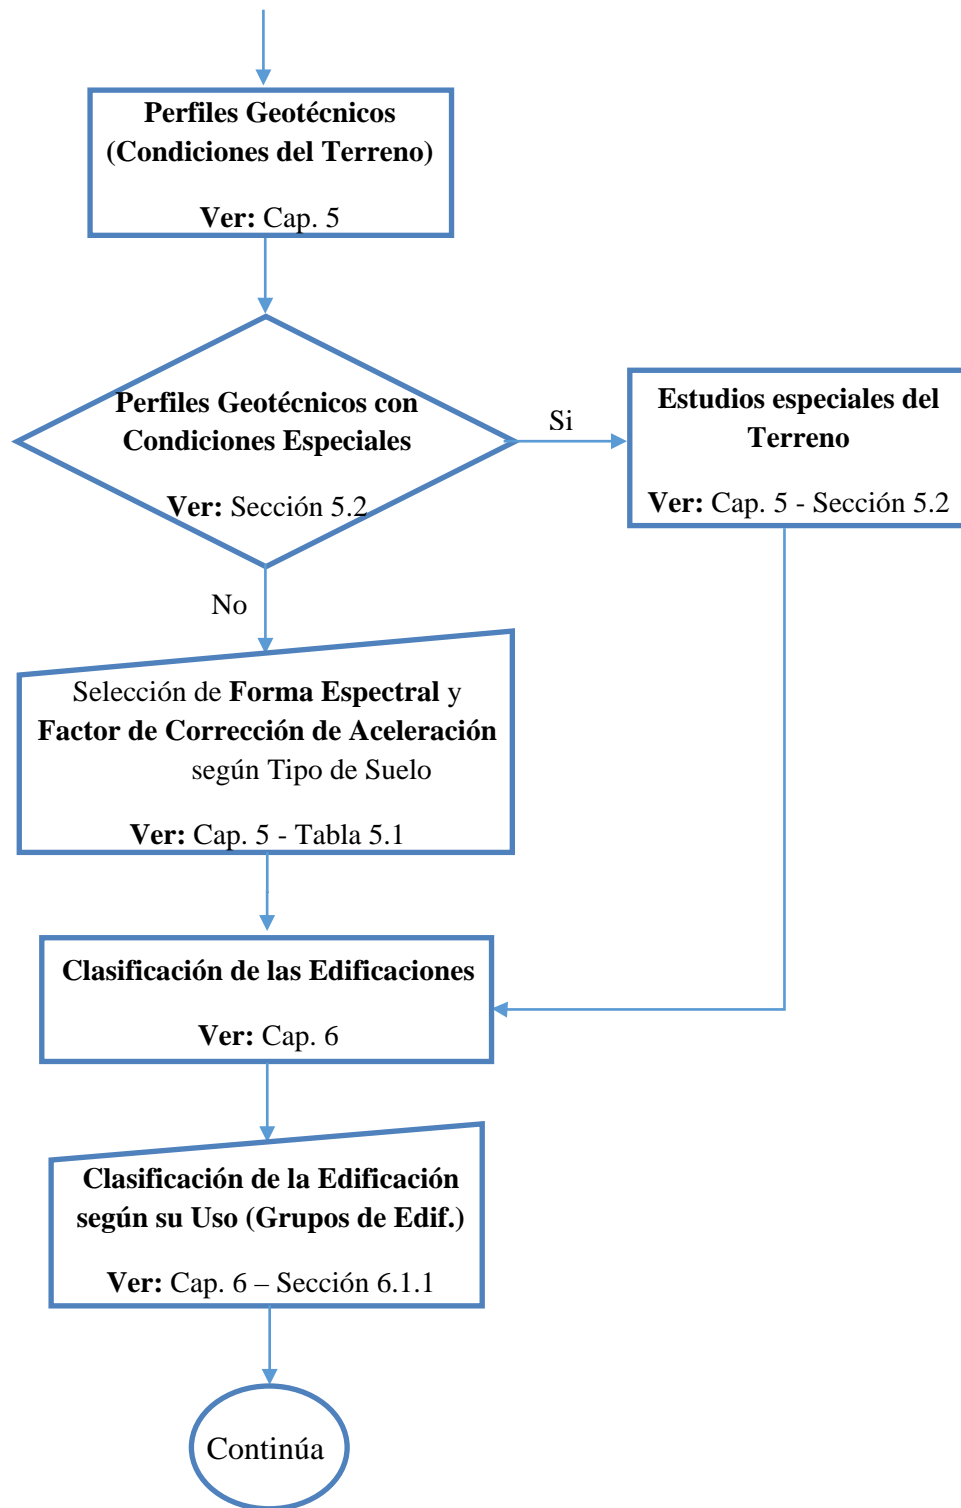 Perfiles Geotécnicos
(Condiciones del Terreno)
Ver: Cap. 5
Perfiles Geotécnicos con
Condiciones Especiales
Ver: Sección 5.2
Si
Estudios especiales del
Terreno
Ver: Cap. 5 - Sección 5.2
No
Selección de Forma Espectral y
Factor de Corrección de Aceleración
según Tipo de Suelo
Ver: Cap. 5 - Tabla 5.1
Clasificación de las Edificaciones
Ver: Cap. 6
Clasificación de la Edificación
según su Uso (Grupos de Edif.)
Ver: Cap. 6 – Sección 6.1.1
Continúa